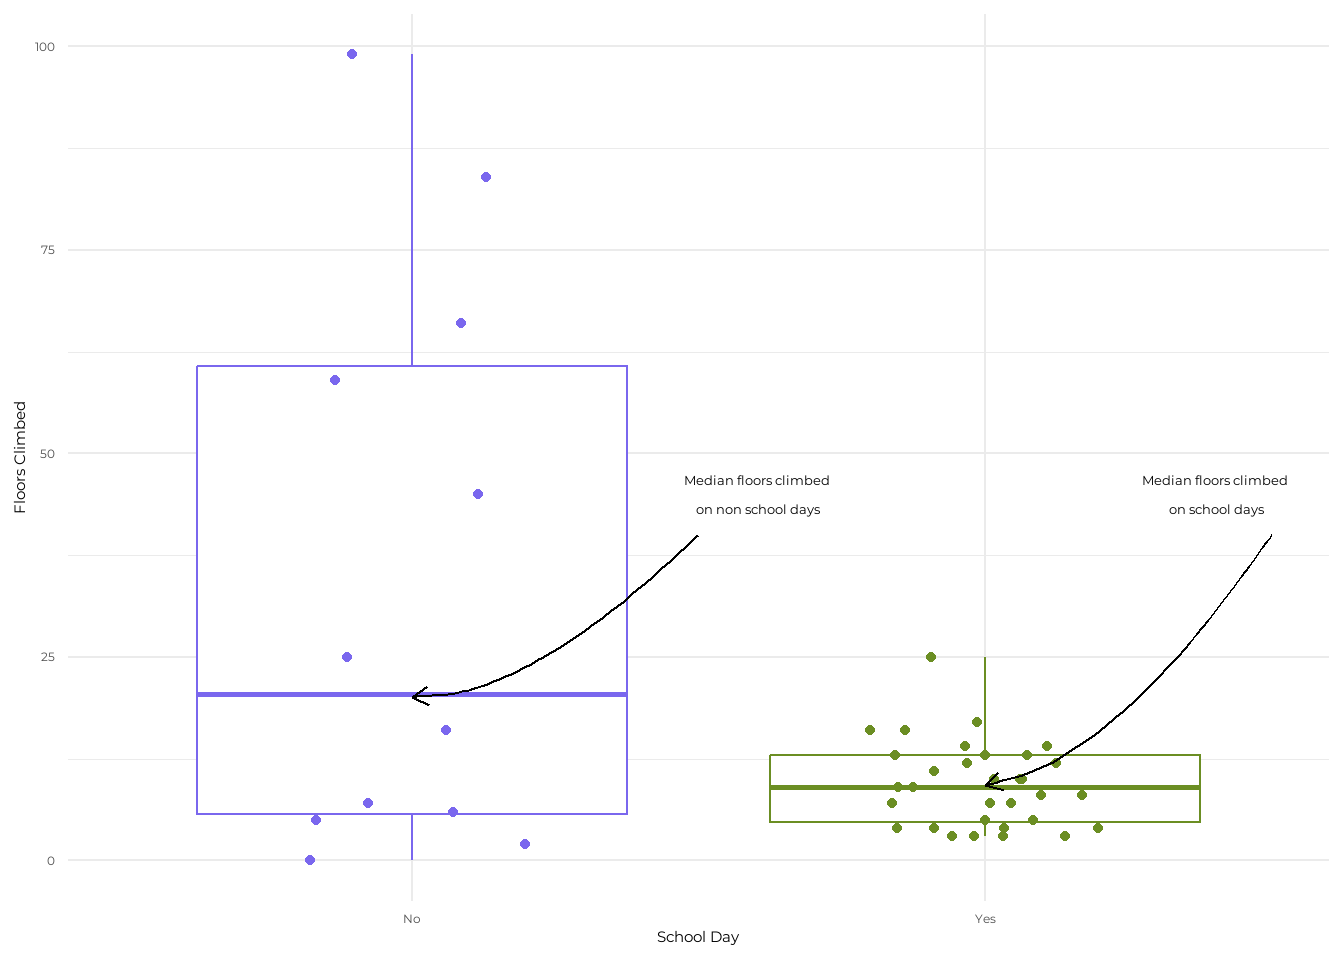 100
75
50
25
0
Floors Climbed
Median floors climbed
on non school days
Median floors climbed
on school days
No
Yes
School Day